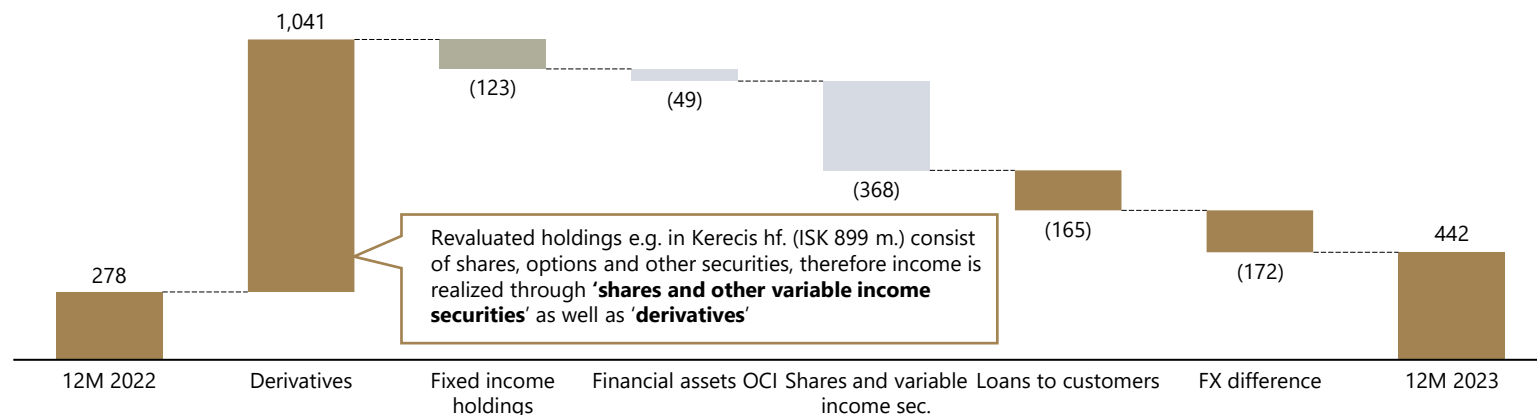 1,041
(123)
(49)
(368)
(165)
(172)
442
278
Revaluated holdings e.g. in Kerecis hf. (ISK 899 m.) consist
of shares, options and other securities, therefore income is
realized through ‘shares and other variable income
securities’ as well as ‘derivatives’
12M 2022
Derivatives
Fixed income
holdings
Financial assets OCI
Shares and variable
income sec.
Loans to customers
FX difference
12M 2023